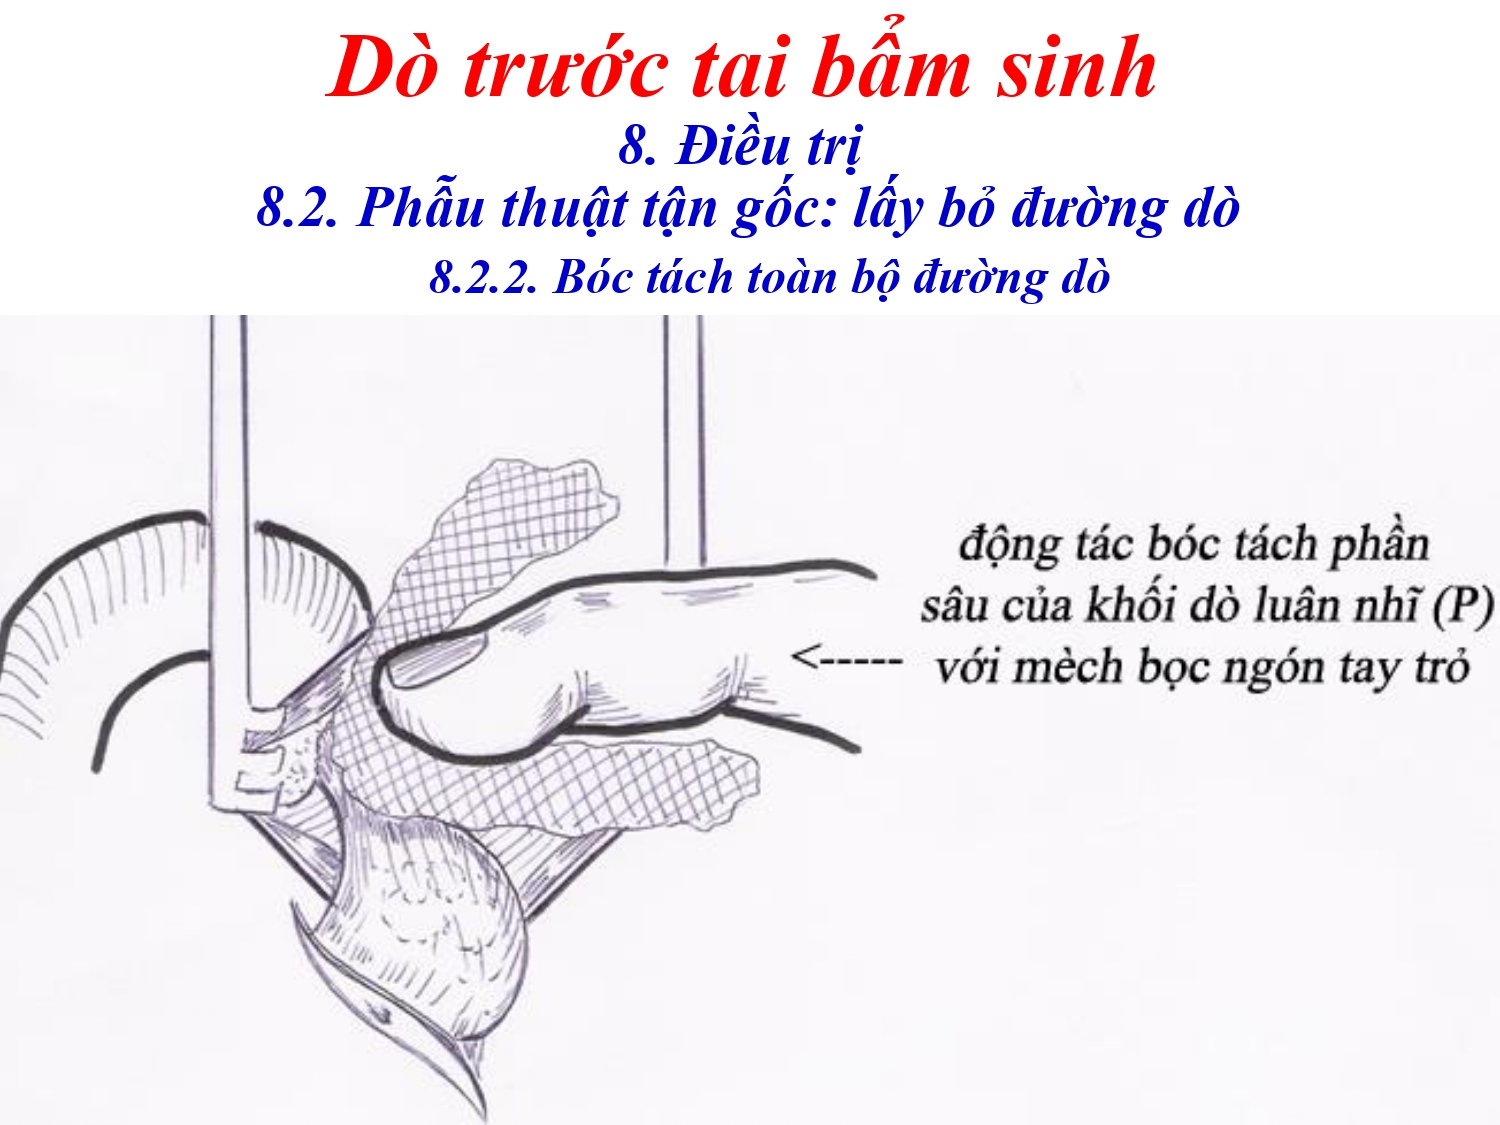 Dò trước tai bẩm sinh
8. Điều trị
8.2. Phẫu thuật tận gốc: lấy bỏ đường dò
8.2.2. Bóc tách toàn bộ đường dò
động tác bóc tách phần
sâu của khối dò luân nhĩ (P)
<----- với mèch bọc ngón tay trỏ